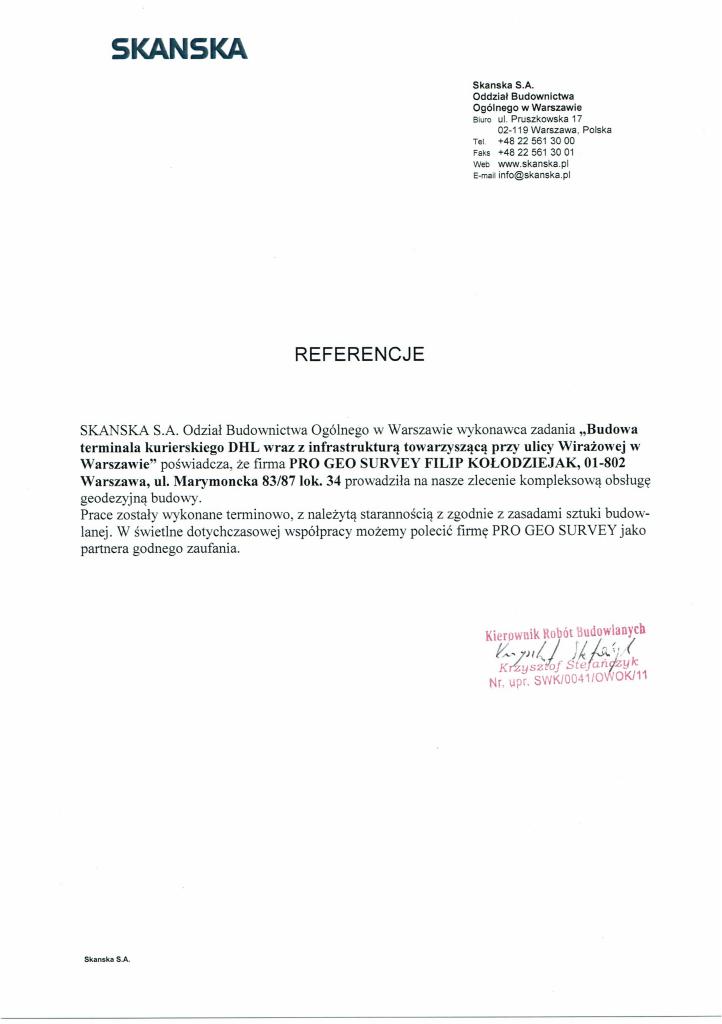 SKANSKA
Skanska S.A.
Oddział Budownictwa
Ogólnego w Warszawie
Biuro ul. Pruszkowska 17
02-119 Warszawa, Polska
Tel. +48 22 561 30 00
Faks +48 22 561 30 01
Web www.skanska.pl
E-mail info@skanska.pl
REFERENCJE
SKANSKA S.A. Odział Budownictwa Ogólnego w Warszawie wykonawca zadania „Budowa
terminala kurierskiego DHL wraz z infrastrukturą towarzyszącą przy ulicy Wirażowej w
Warszawie” poświadcza, że firma PRO GEO SURVEY FILIP KOŁODZIEJAK, 01-802
Warszawa, ul. Marymoncka 83/87 lok. 34 prowadziła na nasze zlecenie kompleksową obsługę
geodezyjną budowy.
Prace zostały wykonane terminowo, z należytą starannością z zgodnie z zasadami sztuki budow-
lanej. W świetlne dotychczasowej współpracy możemy polecić firmę PRO GEO SURVEY jako
partnera godnego zaufania.
Kierownik Robót Budowlanych
Krzysztof Stefańczyk
Nr. upr. SWK/0041/OWOK/11
Skanska S.A.